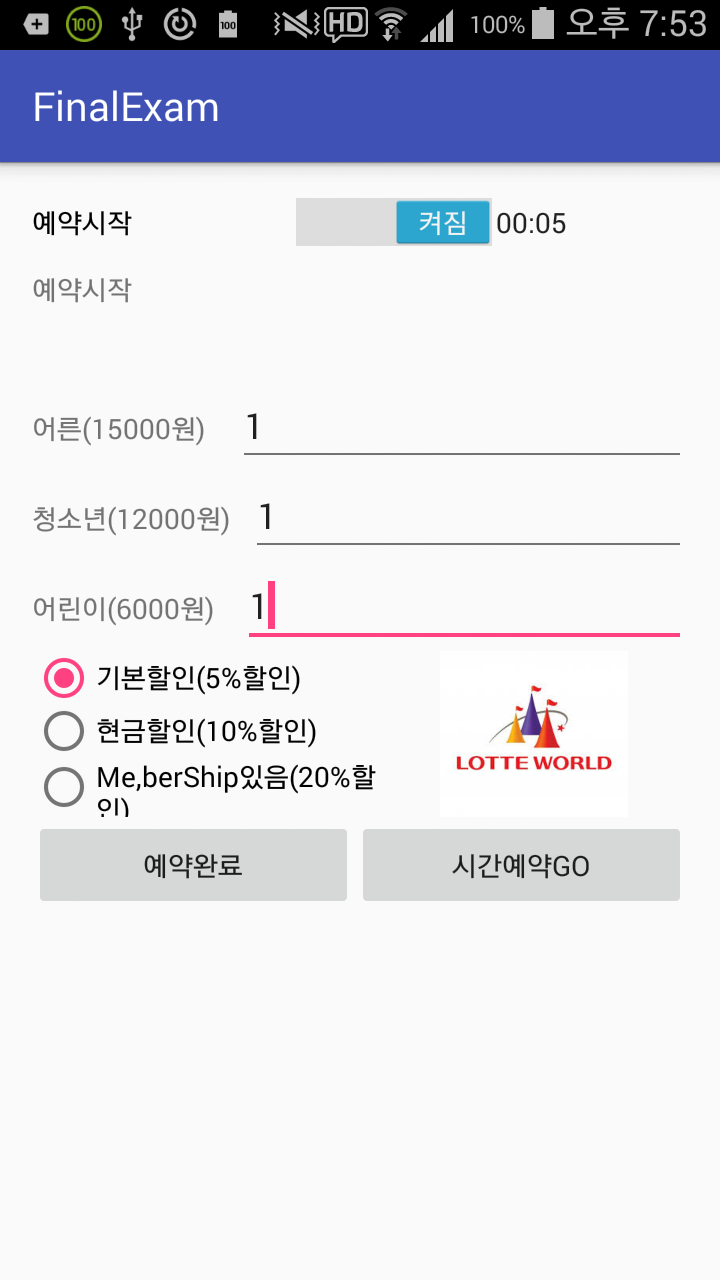 100 100 HD 100% 오후 7:53
FinalExam
예약시작 켜짐 00:05
예약시작
어른(15000원) 1
청소년(12000원) 1
어린이(6000원) 1
기본할인(5%할인)
현금할인(10%할인)
Me,berShip있음(20%할
인)
LOTTE WORLD
예약완료 시간예약GO